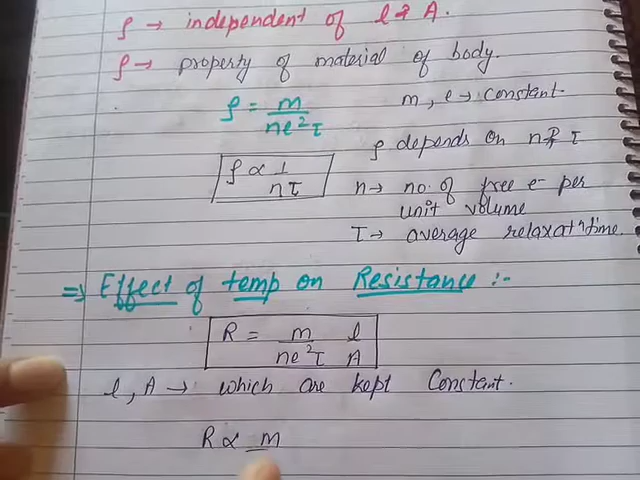 ρ → independent of l & A.
ρ → property of material of body.
ρ = m / ne²τ
m, e → constant
ρ depends on n & τ
ρ ∝ 1 / nτ
n → no. of free e⁻ per
unit volume
τ → average relaxatⁿ time.
⇒ Effect of temp on Resistance :-
R = m / ne²τ l / A
l, A → which are kept Constant.
R ∝ m